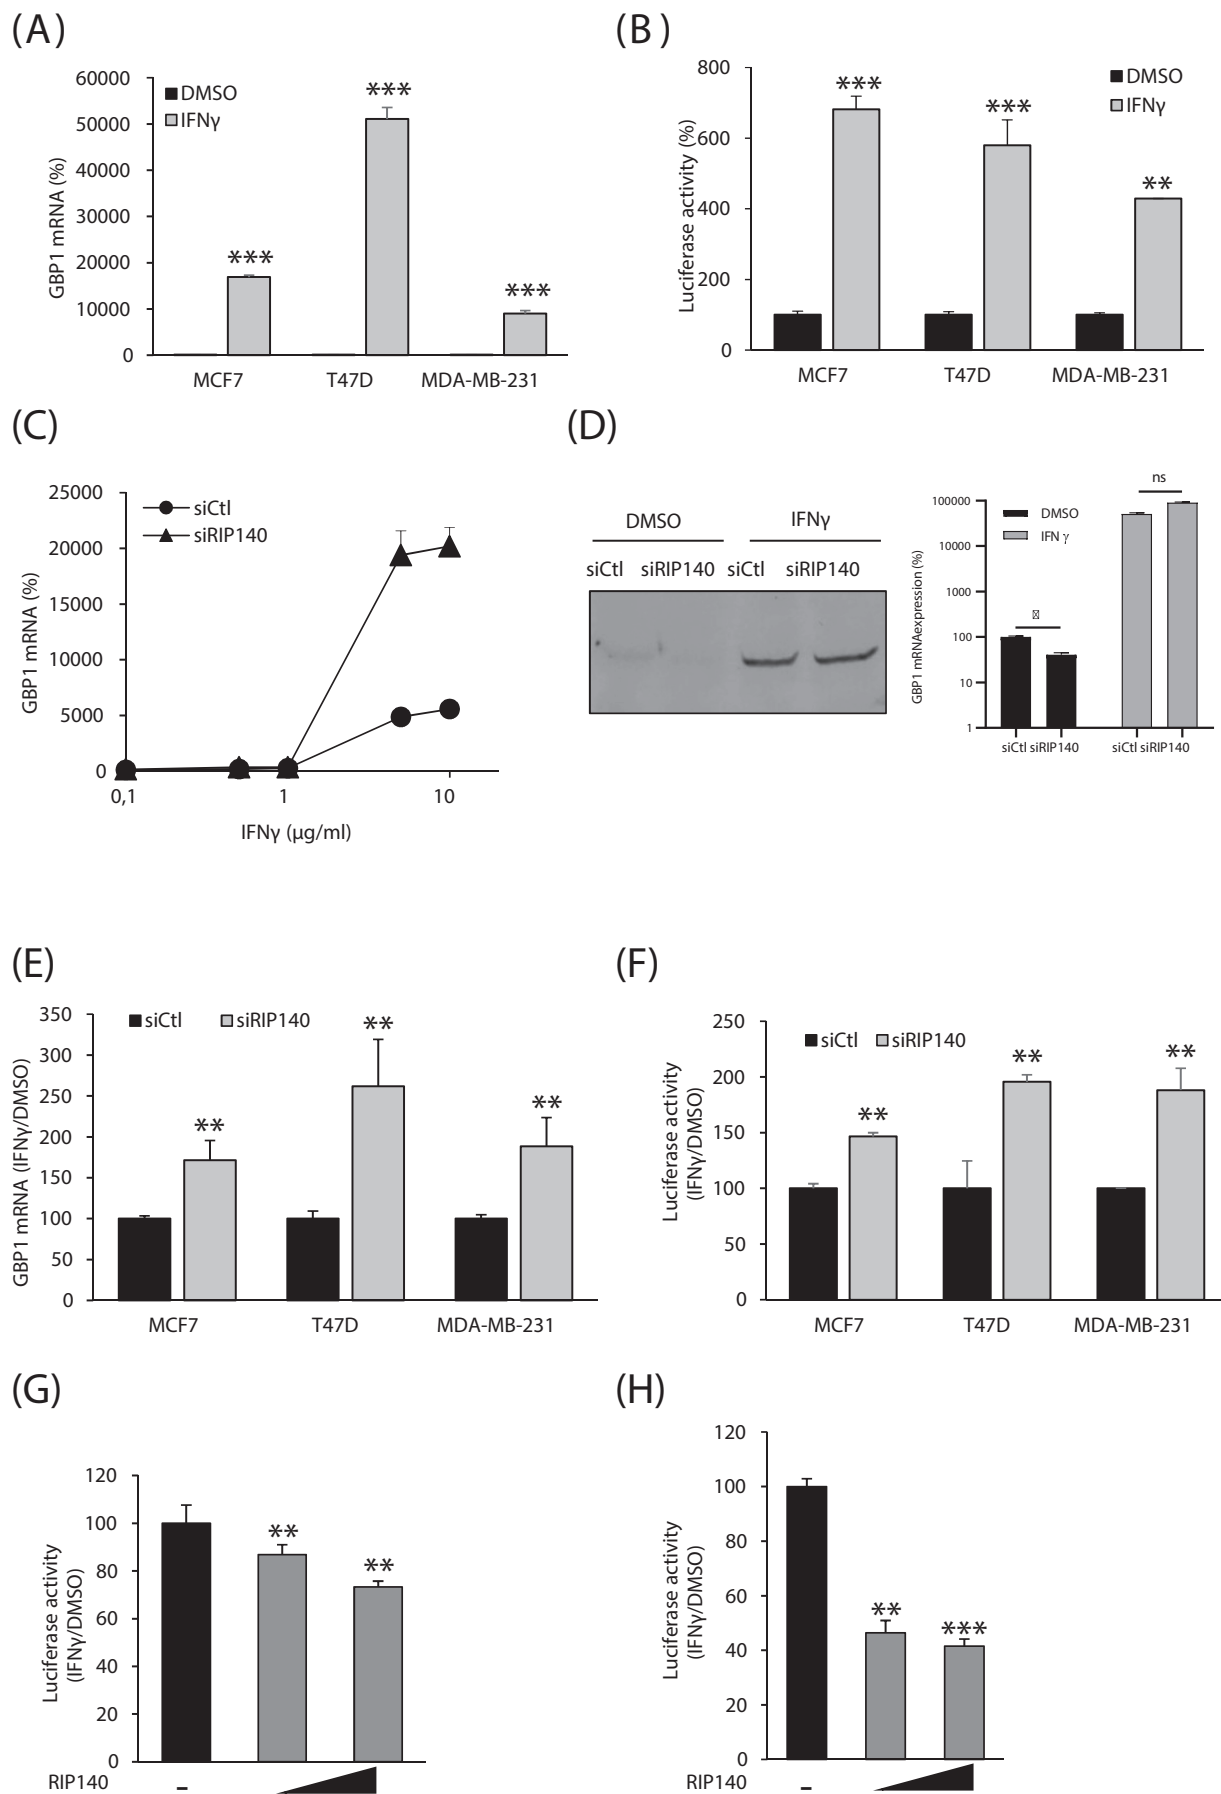 (A)
60000
50000
40000
30000
20000
10000
0
GBP1 mRNA (%)
DMSO
IFNγ
***
***
***
MCF7 T47D MDA-MB-231
(B)
800
600
400
200
0
Luciferase activity (%)
DMSO
IFNγ
***
***
**
MCF7 T47D MDA-MB-231
(C)
25000
20000
15000
10000
5000
0
GBP1 mRNA (%)
siCtl
siRIP140
0,1 1 10
IFNγ (µg/ml)
(D)
DMSO IFNγ
siCtl siRIP140 siCtl siRIP140
100000
10000
1000
100
10
1
GBP1 mRNAexpression (%)
DMSO
IFN γ
ns
siCtl siRIP140 siCtl siRIP140
(E)
350
300
250
200
150
100
50
0
GBP1 mRNA (IFNγ/DMSO)
siCtl siRIP140
**
**
**
MCF7 T47D MDA-MB-231
(F)
250
200
150
100
50
0
Luciferase activity
(IFNγ/DMSO)
siCtl siRIP140
**
**
**
MCF7 T47D MDA-MB-231
(G)
120
100
80
60
40
20
0
Luciferase activity
(IFNγ/DMSO)
**
**
RIP140 –
(H)
120
100
80
60
40
20
0
Luciferase activity
(IFNγ/DMSO)
**
***
RIP140 –